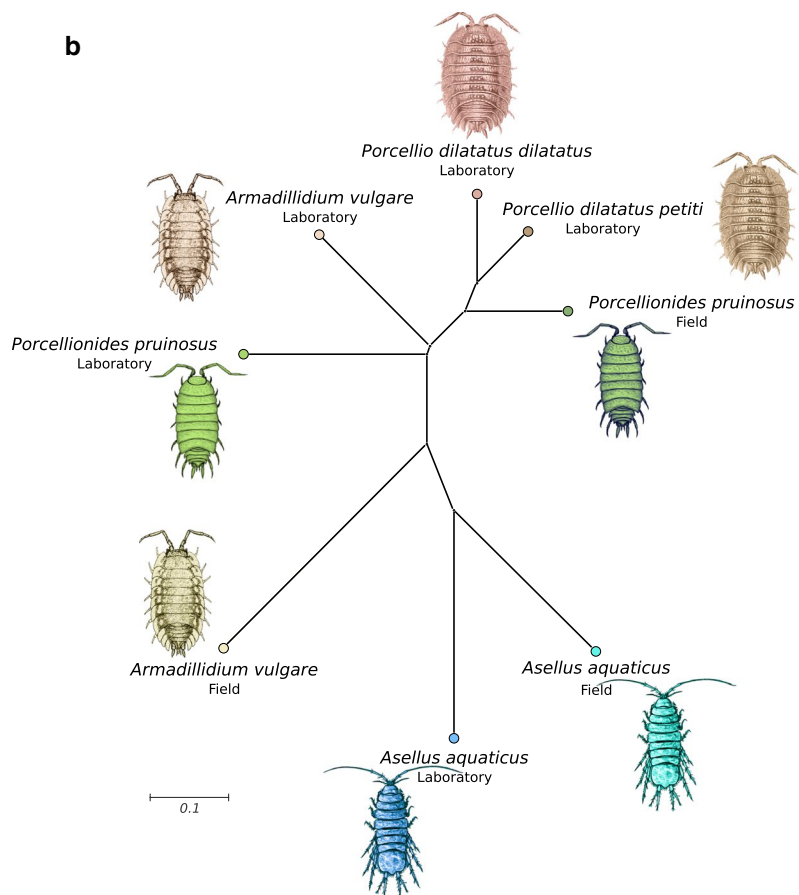 b
Porcellio dilatatus dilatatus
Laboratory
Armadillidium vulgare
Laboratory
Porcellio dilatatus petiti
Laboratory
Porcellionides pruinosus
Field
Porcellionides pruinosus
Laboratory
Armadillidium vulgare
Field
Asellus aquaticus
Field
Asellus aquaticus
Laboratory
0.1